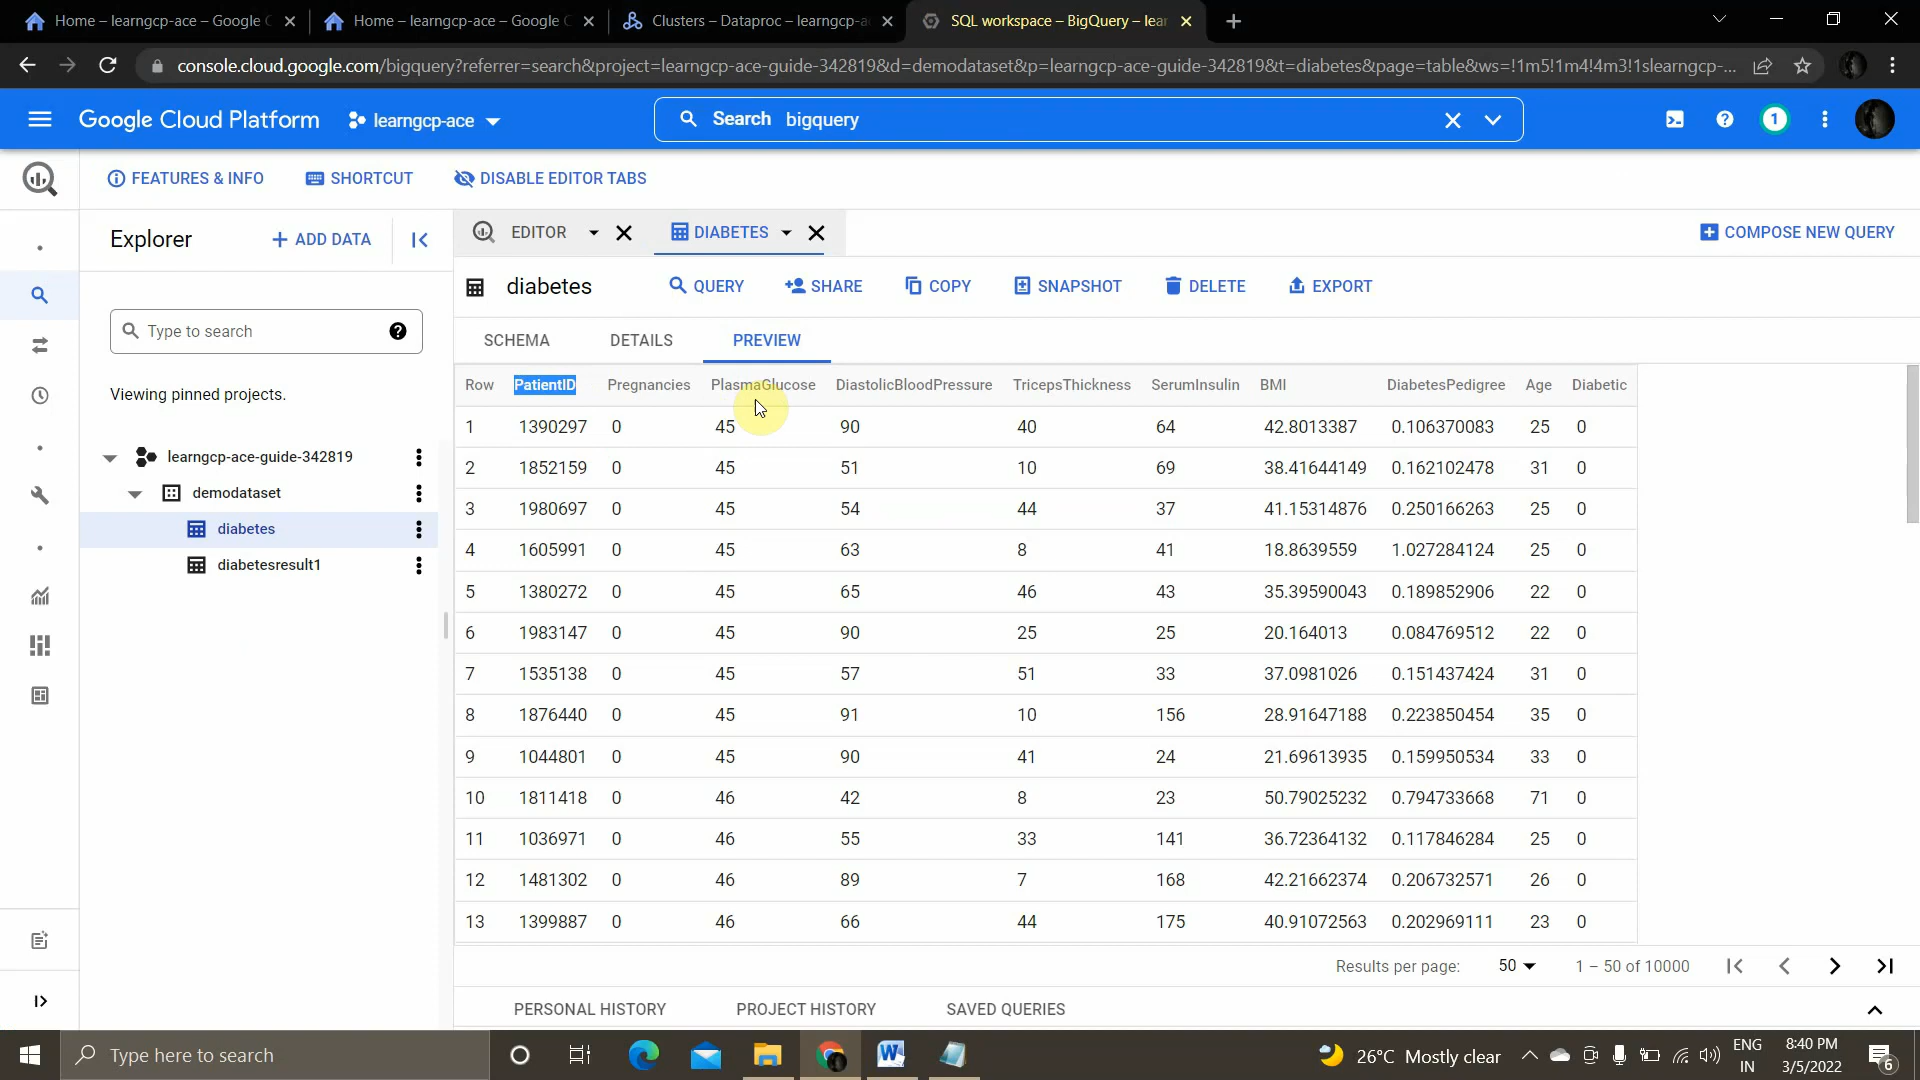 Home – learngcp-ace – Google C
Home – learngcp-ace – Google C
Clusters – Dataproc – learngcp-a
SQL workspace – BigQuery – lear
console.cloud.google.com/bigquery?referrer=search&project=learngcp-ace-guide-342819&d=demodataset&p=learngcp-ace-guide-342819&t=diabetes&page=table&ws=!1m5!1m4!4m3!1slearngcp-...
Google Cloud Platform learngcp-ace Search bigquery 1
FEATURES & INFO SHORTCUT DISABLE EDITOR TABS
Explorer + ADD DATA EDITOR DIABETES COMPOSE NEW QUERY
diabetes QUERY SHARE COPY SNAPSHOT DELETE EXPORT
Type to search
SCHEMA DETAILS PREVIEW
Viewing pinned projects.
learngcp-ace-guide-342819
demodataset
diabetes
diabetesresult1
Row PatientID Pregnancies PlasmaGlucose DiastolicBloodPressure TricepsThickness SerumInsulin BMI DiabetesPedigree Age Diabetic
1 1390297 0 45 90 40 64 42.8013387 0.106370083 25 0
2 1852159 0 45 51 10 69 38.41644149 0.162102478 31 0
3 1980697 0 45 54 44 37 41.15314876 0.250166263 25 0
4 1605991 0 45 63 8 41 18.8639559 1.027284124 25 0
5 1380272 0 45 65 46 43 35.39590043 0.189852906 22 0
6 1983147 0 45 90 25 25 20.164013 0.084769512 22 0
7 1535138 0 45 57 51 33 37.0981026 0.151437424 31 0
8 1876440 0 45 91 10 156 28.91647188 0.223850454 35 0
9 1044801 0 45 90 41 24 21.69613935 0.159950534 33 0
10 1811418 0 46 42 8 23 50.79025232 0.794733668 71 0
11 1036971 0 46 55 33 141 36.72364132 0.117846284 25 0
12 1481302 0 46 89 7 168 42.21662374 0.206732571 26 0
13 1399887 0 46 66 44 175 40.91072563 0.202969111 23 0
Results per page: 50 1 – 50 of 10000
PERSONAL HISTORY PROJECT HISTORY SAVED QUERIES
Type here to search
26°C Mostly clear
ENG
IN
8:40 PM
3/5/2022
6